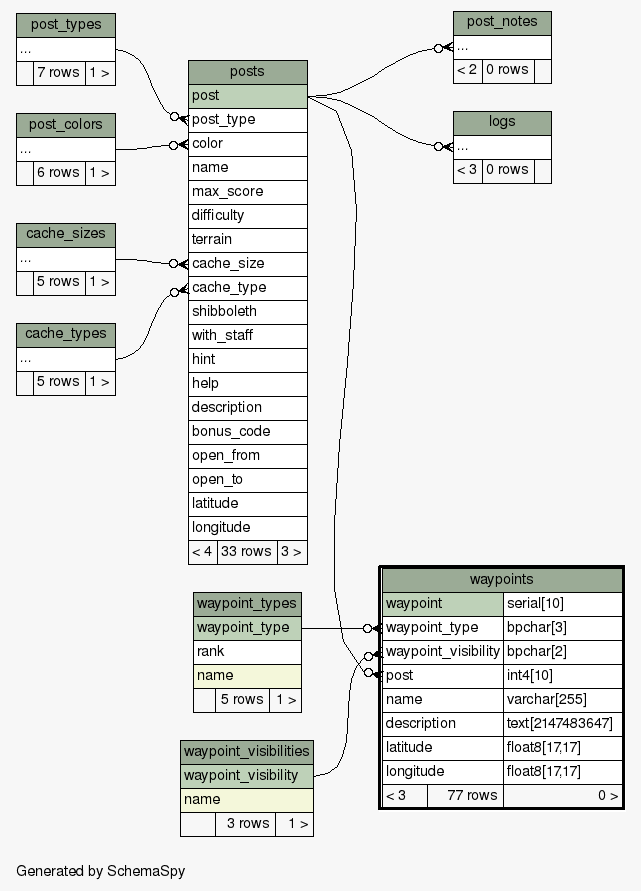 post_types
...
7 rows 1 >
post_colors
...
6 rows 1 >
cache_sizes
...
5 rows 1 >
cache_types
...
5 rows 1 >
posts
post
post_type
color
name
max_score
difficulty
terrain
cache_size
cache_type
shibboleth
with_staff
hint
help
description
bonus_code
open_from
open_to
latitude
longitude
< 4 33 rows 3 >
post_notes
...
< 2 0 rows
logs
...
< 3 0 rows
waypoint_types
waypoint_type
rank
name
5 rows 1 >
waypoint_visibilities
waypoint_visibility
name
3 rows 1 >
waypoints
waypoint serial[10]
waypoint_type bpchar[3]
waypoint_visibility bpchar[2]
post int4[10]
name varchar[255]
description text[2147483647]
latitude float8[17,17]
longitude float8[17,17]
< 3 77 rows 0 >
Generated by SchemaSpy